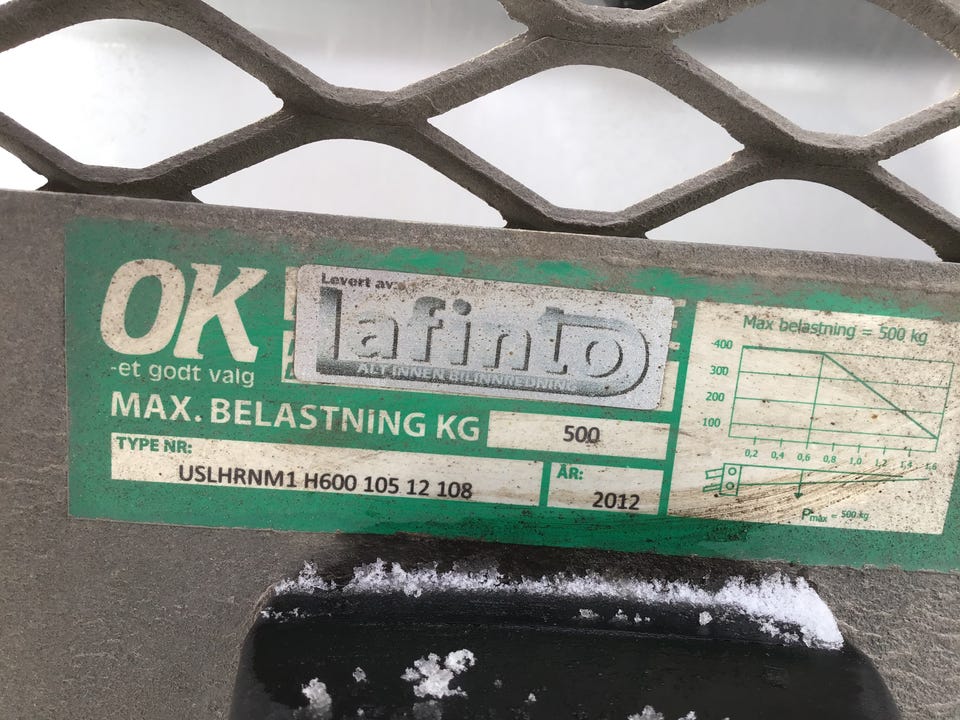 OK
-et godt valg
Levert av:
lafinto
ALT INNEN BILINNREDNING
MAX. BELASTNING KG
500
TYPE NR:
USLHRNM1 H600 105 12 108
ÅR:
2012
Max belastning = 500 kg
400
300
200
100
0,2 0,4 0,6 0,8 1,0 1,2 1,4 1,6
Pmax = 500 kg